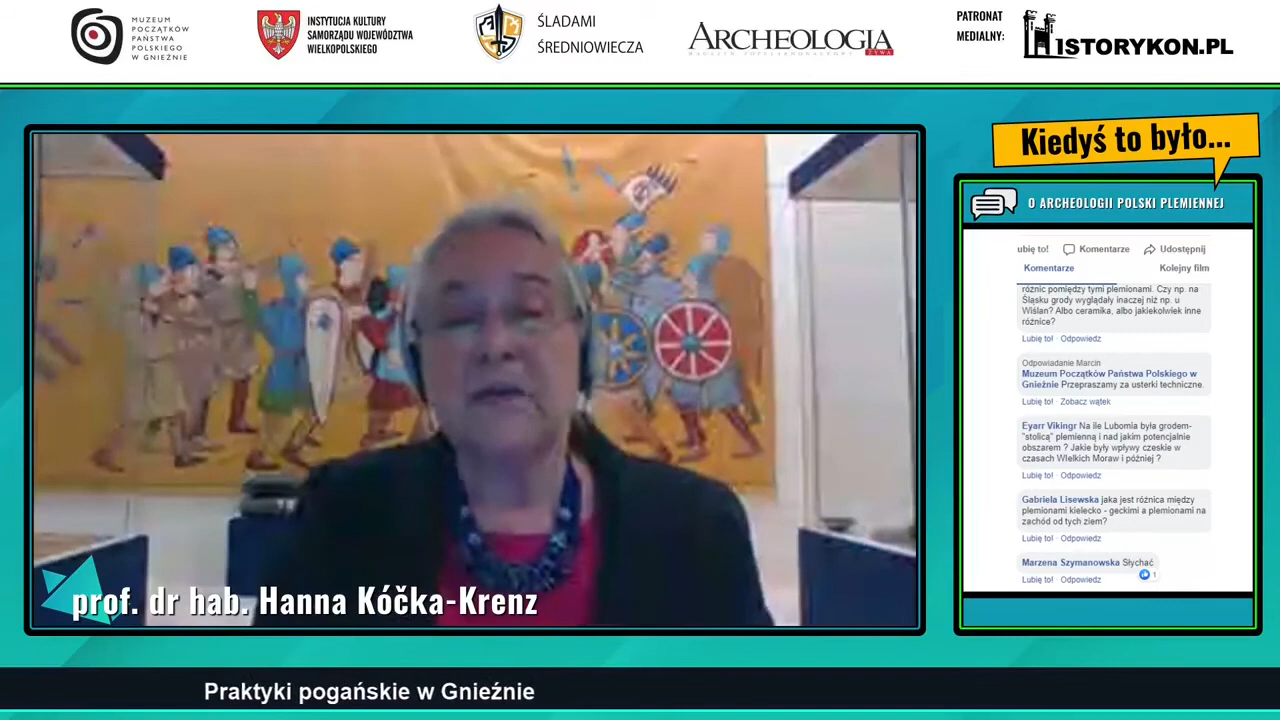 MUZEUM
POCZĄTKÓW
PAŃSTWA
POLSKIEGO
W GNIEŹNIE
INSTYTUCJA KULTURY
SAMORZĄDU WOJEWÓDZTWA
WIELKOPOLSKIEGO
ŚLADAMI
ŚREDNIOWIECZA
ARCHEOLOGIA
MAGAZYN POPULARNONAUKOWY ŻYWA
PATRONAT
MEDIALNY:
HISTORYKON.PL
Kiedyś to było...
O ARCHEOLOGII POLSKI PLEMIENNEJ
ubię to! Komentarze Udostępnij
Komentarze Kolejny film
różnic pomiędzy tymi plemionami. Czy np. na
Śląsku grody wyglądały inaczej niż np. u
Wiślan? Albo ceramika, albo jakiekolwiek inne
różnice?
Lubię to! · Odpowiedz
Odpowiadanie Marcin
Muzeum Początków Państwa Polskiego w
Gnieźnie Przepraszamy za usterki techniczne.
Lubię to! · Zobacz wątek
Eyarr Vikingr Na ile Lubomia była grodem-
"stolicą" plemienną i nad jakim potencjalnie
obszarem ? Jakie były wpływy czeskie w
czasach WIelkich Moraw i później ?
Lubię to! · Odpowiedz
Gabriela Lisewska jaka jest różnica między
plemionami kielecko - geckimi a plemionami na
zachód od tych ziem?
Lubię to! · Odpowiedz
Marzena Szymanowska Słychać
1
Lubię to! · Odpowiedz
prof. dr hab. Hanna Kóčka-Krenz
Praktyki pogańskie w Gnieźnie